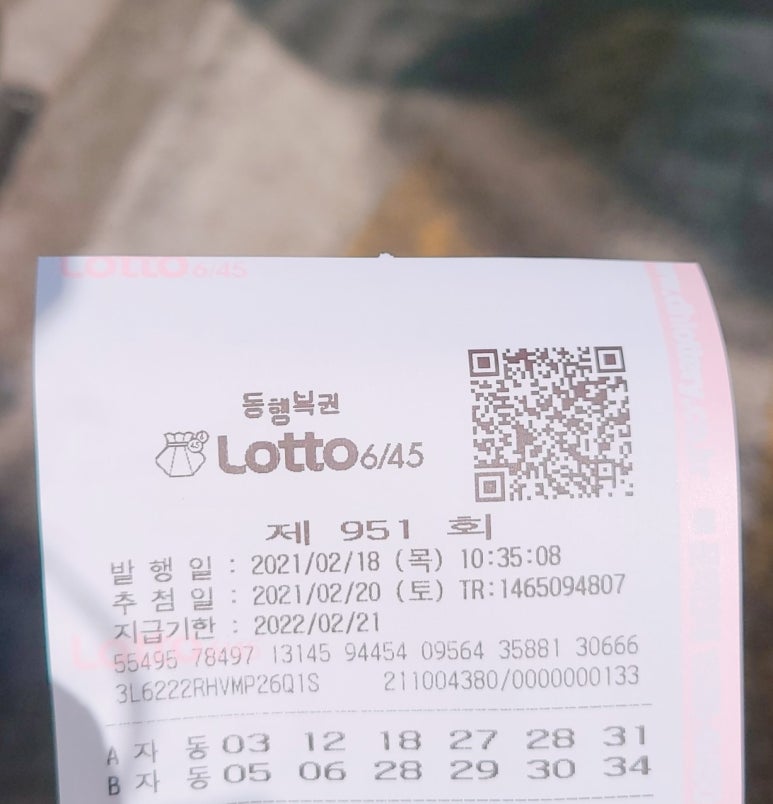 Lotto 6/45
동행복권
Lotto 6/45
제 951 회
발 행 일 : 2021/02/18 (목) 10:35:08
추 첨 일 : 2021/02/20 (토) TR:1465094807
지급기한 : 2022/02/21
55495 78497 13145 94454 09564 35881 30666
3L6222RHVMP26Q1S 211004380/0000000133
A 자 동 03 12 18 27 28 31
B 자 동 05 06 28 29 30 34